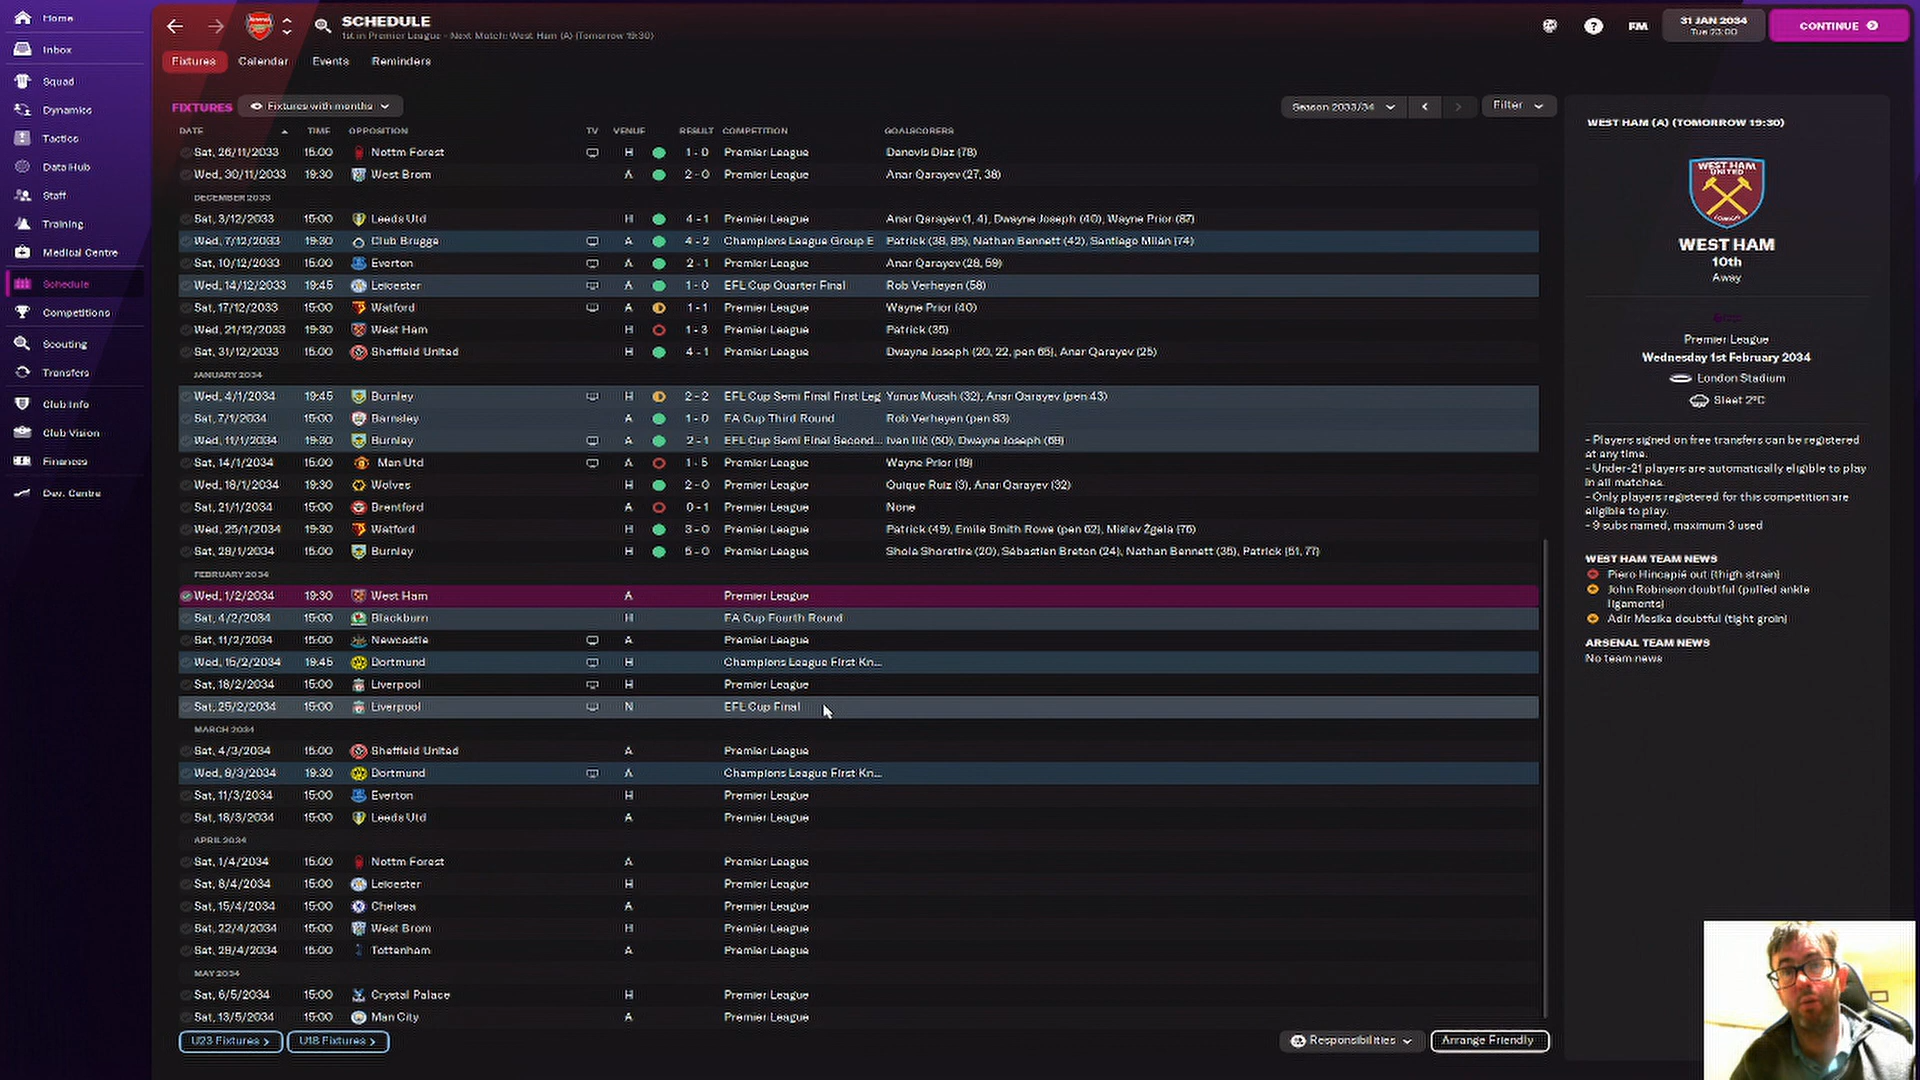 Home
Inbox
Squad
Dynamics
Tactics
Data Hub
Staff
Training
Medical Centre
Schedule
Competitions
Scouting
Transfers
Club Info
Club Vision
Finances
Dev. Centre
SCHEDULE
1st in Premier League - Next Match: West Ham (A) (Tomorrow 19:30)
FM
31 JAN 2034
Tue 23:00
CONTINUE
Fixtures Calendar Events Reminders
FIXTURES Fixtures with months Season 2033/34 Filter
DATE TIME OPPOSITION TV VENUE RESULT COMPETITION GOALSCORERS
Sat, 26/11/2033 15:00 Nottm Forest H 1 - 0 Premier League Danovis Diaz (78)
Wed, 30/11/2033 19:30 West Brom A 2 - 0 Premier League Anar Qarayev (27, 38)
DECEMBER 2033
Sat, 3/12/2033 15:00 Leeds Utd H 4 - 1 Premier League Anar Qarayev (1, 4), Dwayne Joseph (40), Wayne Prior (87)
Wed, 7/12/2033 19:30 Club Brugge A 4 - 2 Champions League Group E Patrick (38, 85), Nathan Bennett (42), Santiago Milán (74)
Sat, 10/12/2033 15:00 Everton A 2 - 1 Premier League Anar Qarayev (28, 59)
Wed, 14/12/2033 19:45 Leicester A 1 - 0 EFL Cup Quarter Final Rob Verheyen (58)
Sat, 17/12/2033 15:00 Watford A 1 - 1 Premier League Wayne Prior (40)
Wed, 21/12/2033 19:30 West Ham H 1 - 3 Premier League Patrick (35)
Sat, 31/12/2033 15:00 Sheffield United H 4 - 1 Premier League Dwayne Joseph (20, 22, pen 65), Anar Qarayev (25)
JANUARY 2034
Wed, 4/1/2034 19:45 Burnley H 2 - 2 EFL Cup Semi Final First Leg Yunus Musah (32), Anar Qarayev (pen 43)
Sat, 7/1/2034 15:00 Barnsley A 1 - 0 FA Cup Third Round Rob Verheyen (pen 83)
Wed, 11/1/2034 19:30 Burnley A 2 - 1 EFL Cup Semi Final Second... Ivan Ilić (50), Dwayne Joseph (69)
Sat, 14/1/2034 15:00 Man Utd A 1 - 5 Premier League Wayne Prior (18)
Wed, 18/1/2034 19:30 Wolves H 2 - 0 Premier League Quique Ruiz (3), Anar Qarayev (32)
Sat, 21/1/2034 15:00 Brentford A 0 - 1 Premier League None
Wed, 25/1/2034 19:30 Watford H 3 - 0 Premier League Patrick (49), Emile Smith Rowe (pen 62), Mislav Žgela (76)
Sat, 28/1/2034 15:00 Burnley H 5 - 0 Premier League Shola Shoretire (20), Sébastien Breton (24), Nathan Bennett (35), Patrick (51, 77)
FEBRUARY 2034
Wed, 1/2/2034 19:30 West Ham A Premier League
Sat, 4/2/2034 15:00 Blackburn H FA Cup Fourth Round
Sat, 11/2/2034 15:00 Newcastle A Premier League
Wed, 15/2/2034 19:45 Dortmund H Champions League First Kn...
Sat, 18/2/2034 15:00 Liverpool H Premier League
Sat, 25/2/2034 15:00 Liverpool N EFL Cup Final
MARCH 2034
Sat, 4/3/2034 15:00 Sheffield United A Premier League
Wed, 8/3/2034 19:30 Dortmund A Champions League First Kn...
Sat, 11/3/2034 15:00 Everton H Premier League
Sat, 18/3/2034 15:00 Leeds Utd A Premier League
APRIL 2034
Sat, 1/4/2034 15:00 Nottm Forest A Premier League
Sat, 8/4/2034 15:00 Leicester H Premier League
Sat, 15/4/2034 15:00 Chelsea A Premier League
Sat, 22/4/2034 15:00 West Brom H Premier League
Sat, 29/4/2034 15:00 Tottenham A Premier League
MAY 2034
Sat, 6/5/2034 15:00 Crystal Palace H Premier League
Sat, 13/5/2034 15:00 Man City A Premier League
U23 Fixtures > U18 Fixtures > Responsibilities Arrange Friendly
WEST HAM (A) (TOMORROW 19:30)
WEST HAM
UNITED
LONDON
WEST HAM
10th
Away
Premier League
Wednesday 1st February 2034
London Stadium
Sleet 2°C
- Players signed on free transfers can be registered
at any time.
- Under-21 players are automatically eligible to play
in all matches.
- Only players registered for this competition are
eligible to play.
- 9 subs named, maximum 3 used
WEST HAM TEAM NEWS
Piero Hincapié out (thigh strain)
John Robinson doubtful (pulled ankle
ligaments)
Adir Mesika doubtful (tight groin)
ARSENAL TEAM NEWS
No team news